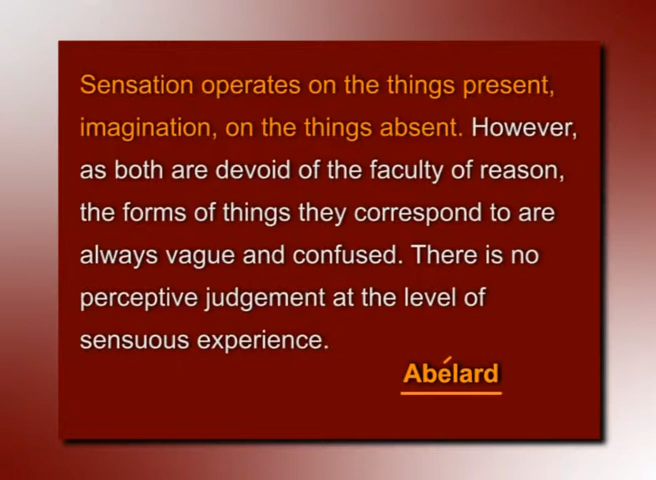 Sensation operates on the things present,
imagination, on the things absent. However,
as both are devoid of the faculty of reason,
the forms of things they correspond to are
always vague and confused. There is no
perceptive judgement at the level of
sensuous experience.
Abélard